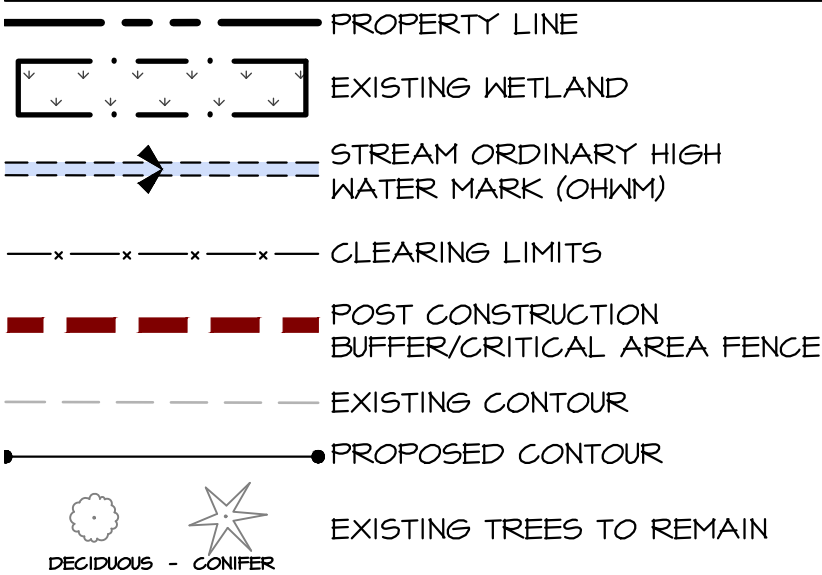 PROPERTY LINE
EXISTING WETLAND
STREAM ORDINARY HIGH
WATER MARK (OHWM)
CLEARING LIMITS
POST CONSTRUCTION
BUFFER/CRITICAL AREA FENCE
EXISTING CONTOUR
PROPOSED CONTOUR
EXISTING TREES TO REMAIN
DECIDUOUS - CONIFER